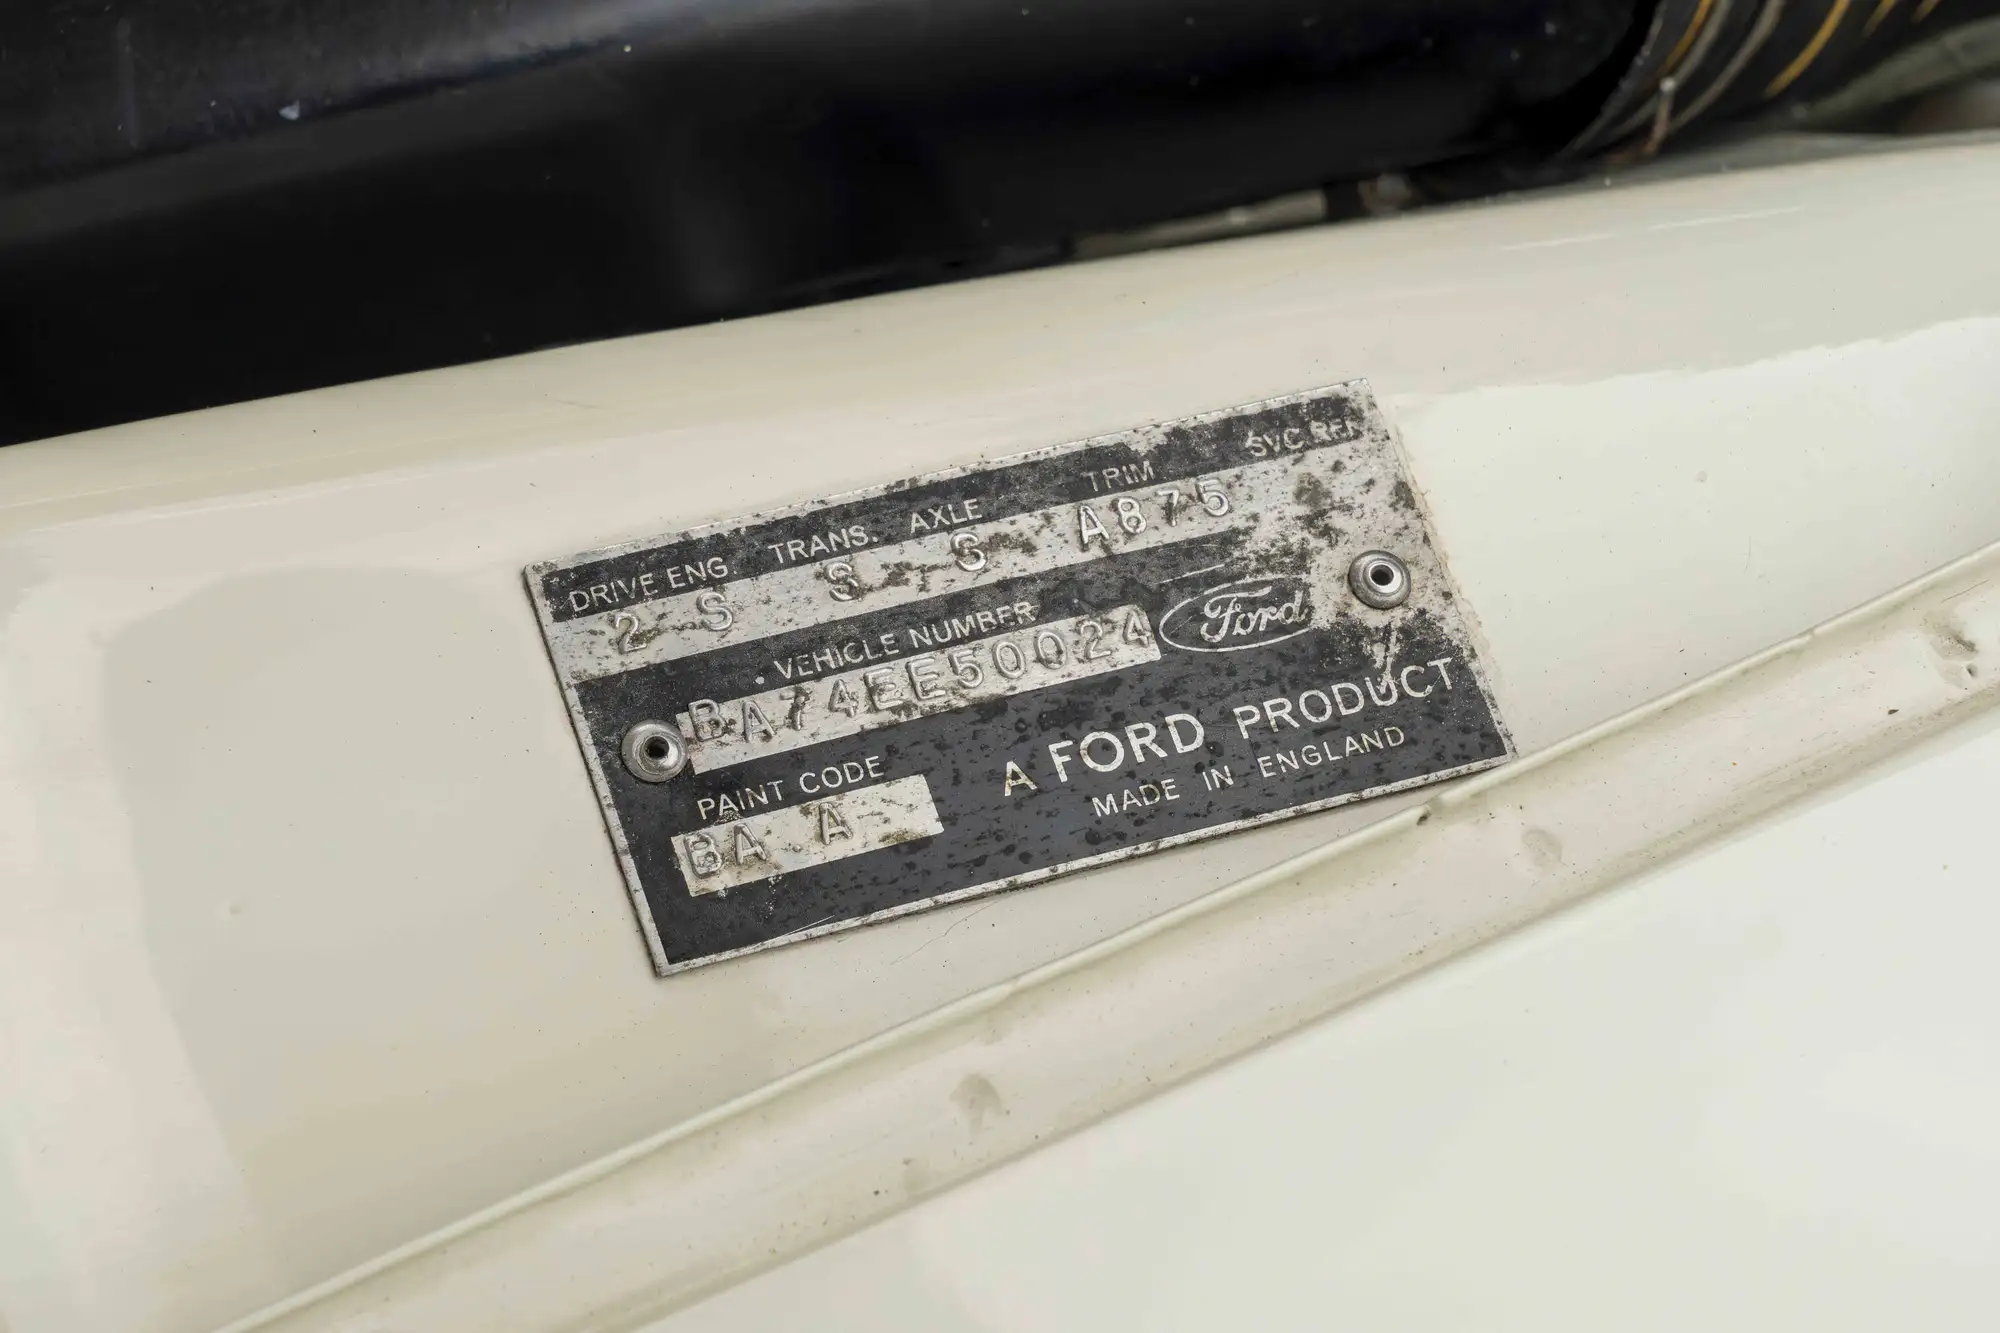 DRIVE ENG. TRANS. AXLE TRIM SVC REF
2 S S S A875
VEHICLE NUMBER
BA74EE50024
Ford
PAINT CODE
BA A
A FORD PRODUCT
MADE IN ENGLAND